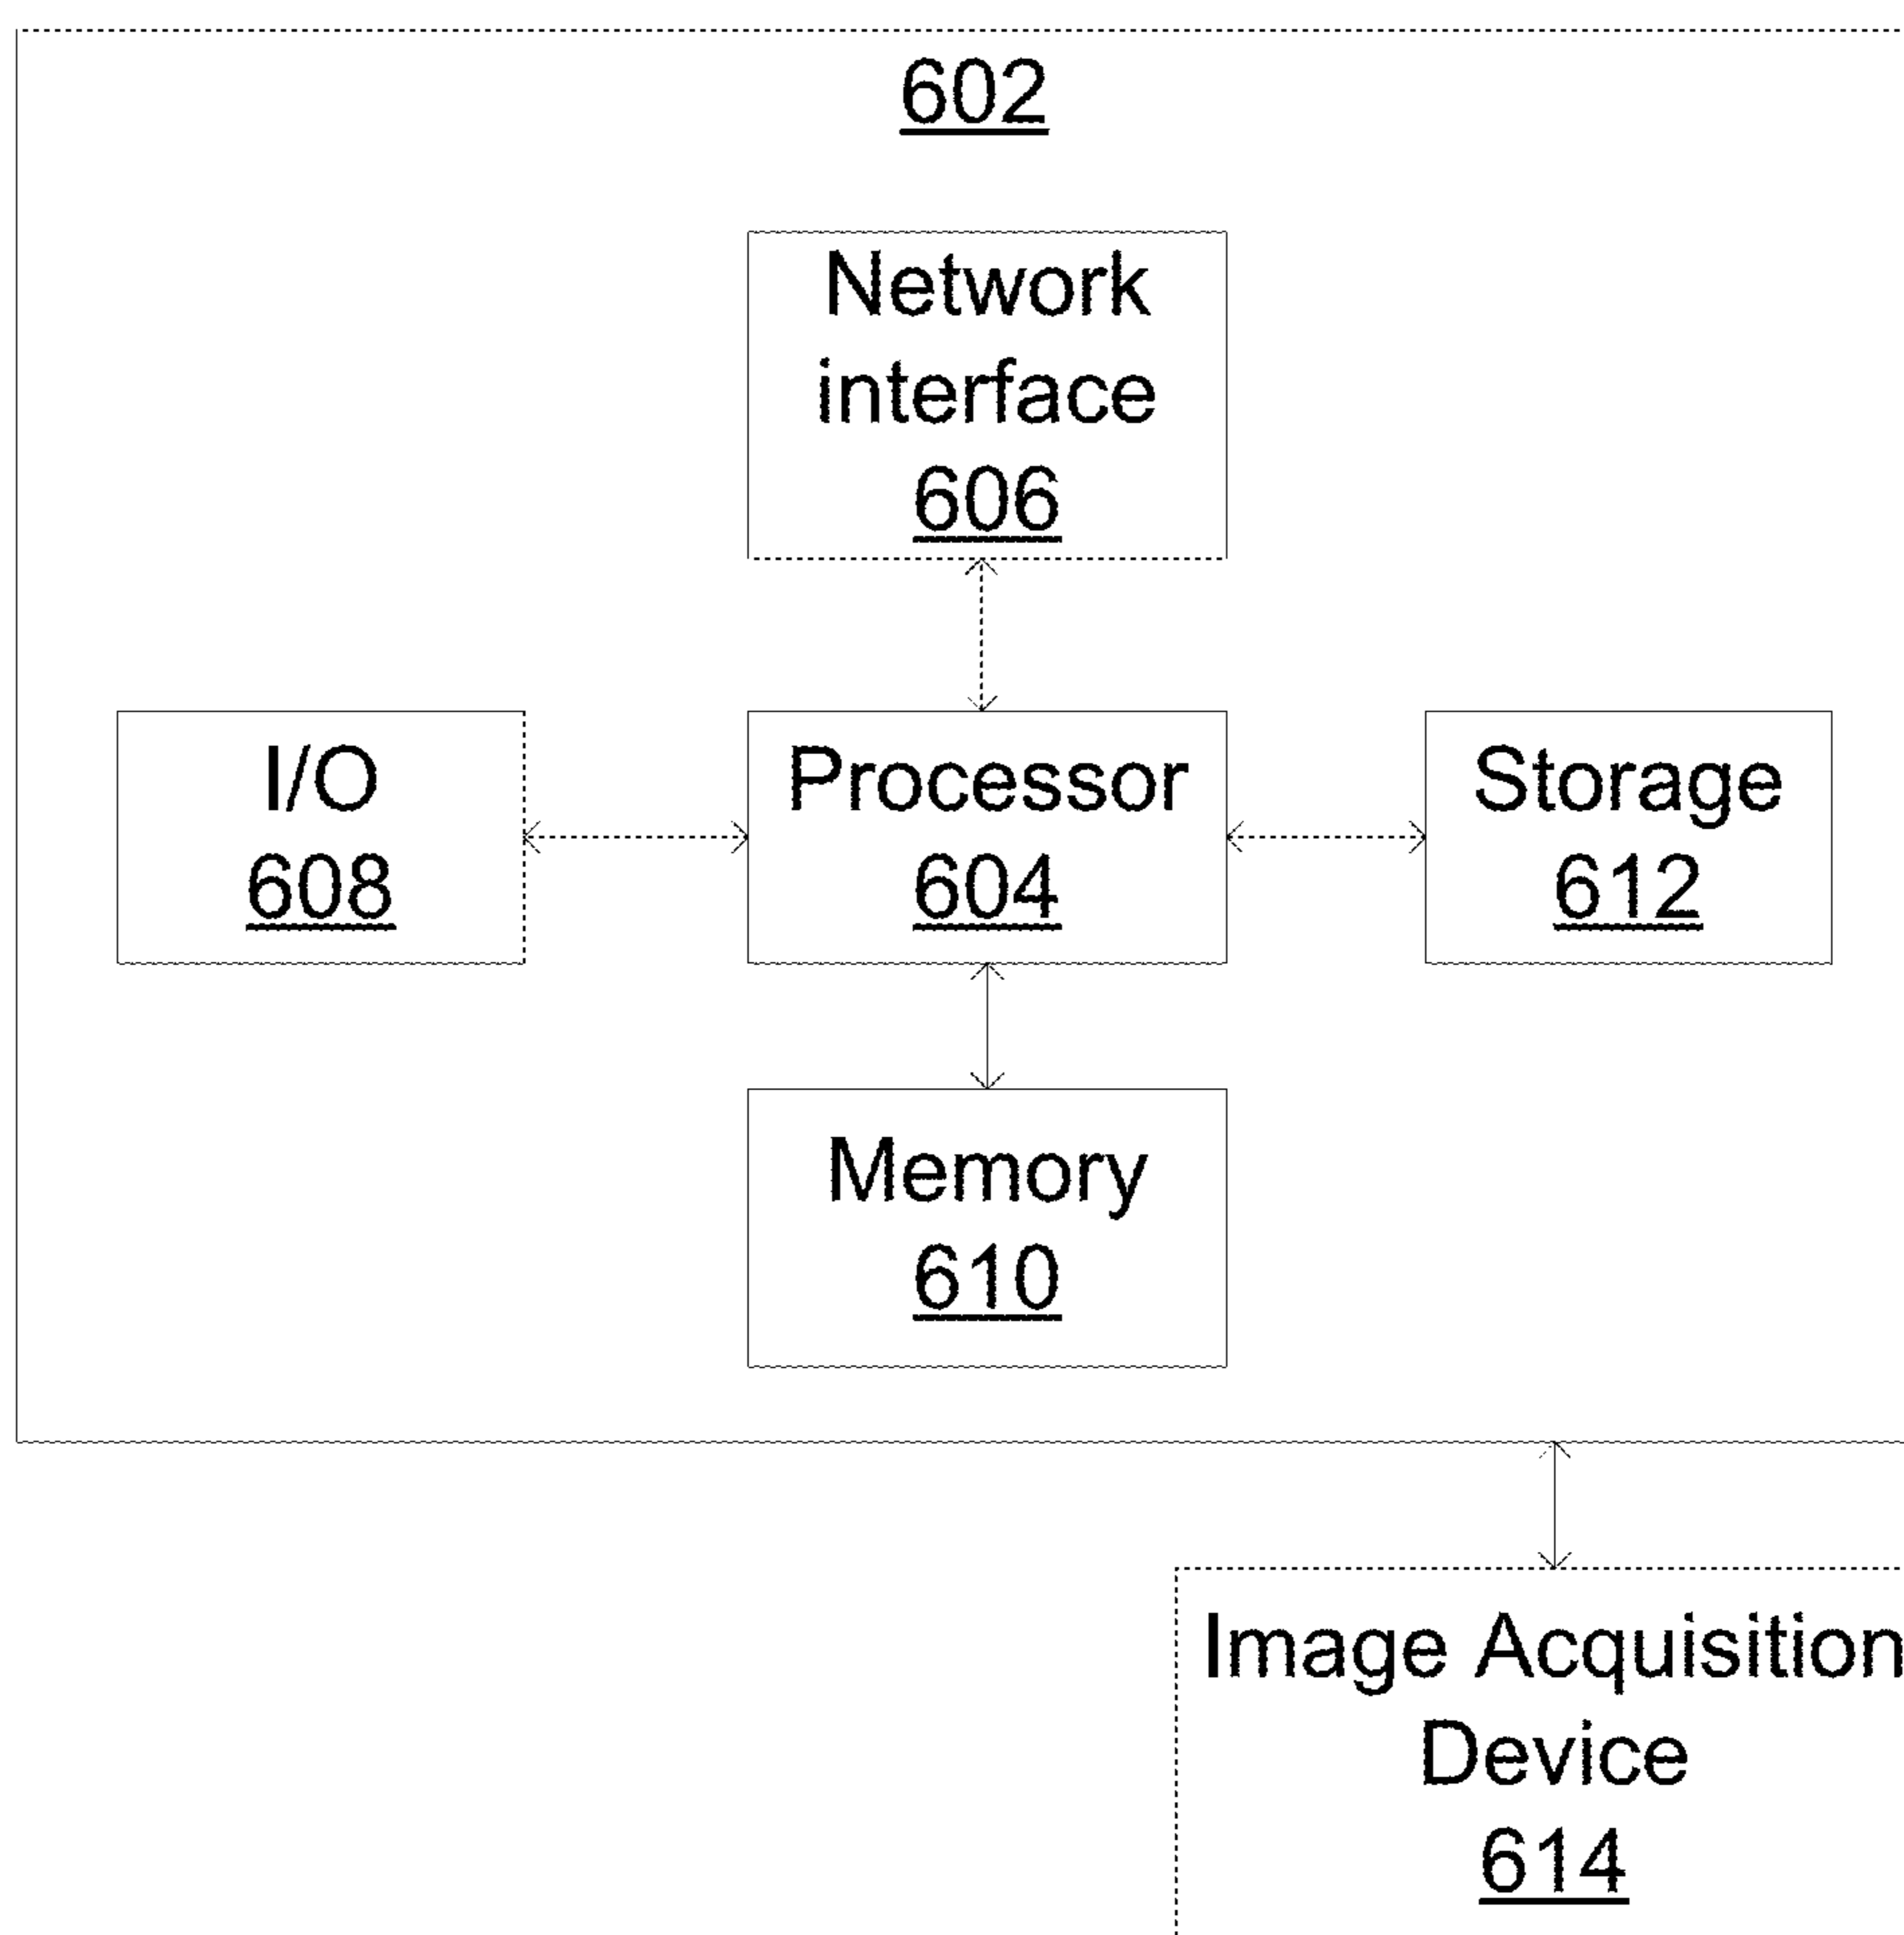 602
Network
interface
606
I/O
608
Processor
604
Storage
612
Memory
610
Image Acquisition
Device
614